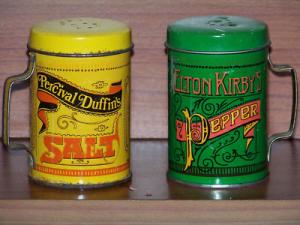 Percival Duffin's
SALT
ELTON KIRBY'S
Pepper